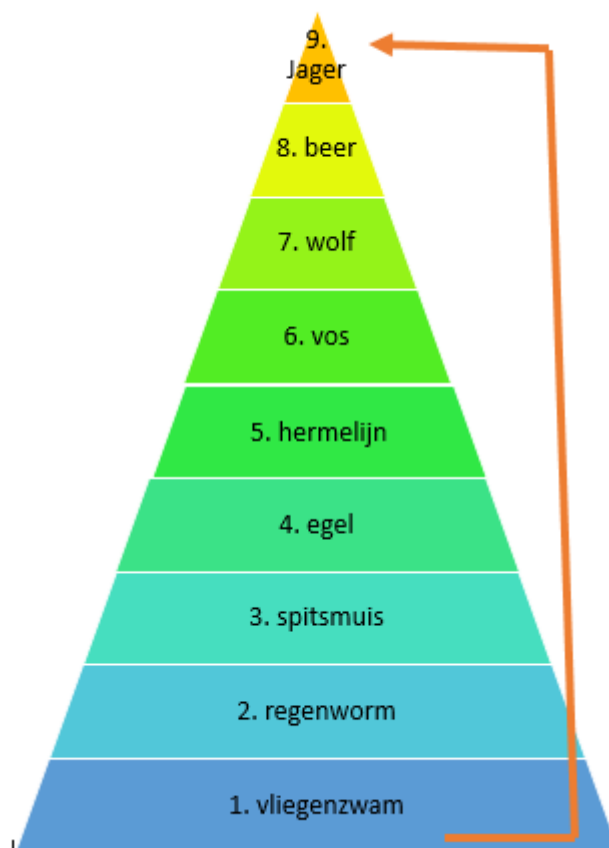 9.
Jager
8. beer
7. wolf
6. vos
5. hermelijn
4. egel
3. spitsmuis
2. regenworm
1. vliegenzwam